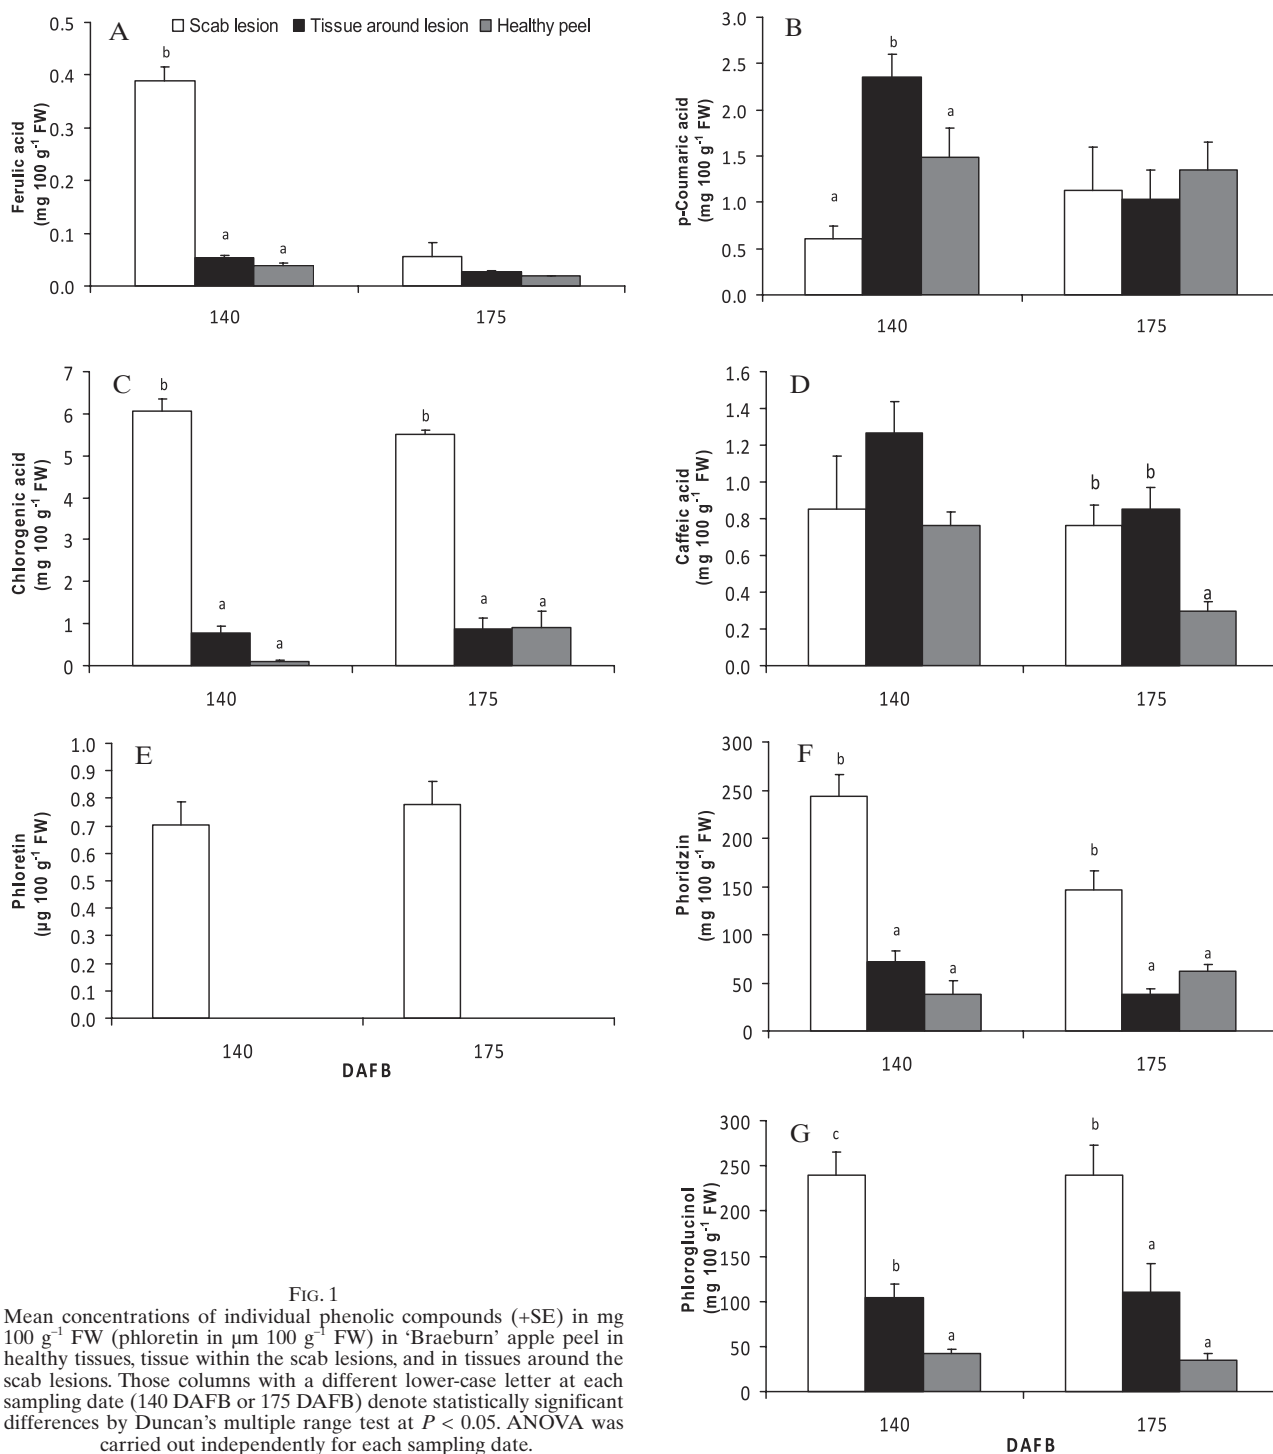 A
Scab lesion Tissue around lesion Healthy peel
Ferulic acid
(mg 100 g⁻¹ FW)
0.5
0.4
0.3
0.2
0.1
0.0
b
a
a
140
175
B
p-Coumaric acid
(mg 100 g⁻¹ FW)
3.0
2.5
2.0
1.5
1.0
0.5
0.0
a
b
a
140
175
C
Chlorogenic acid
(mg 100 g⁻¹ FW)
7
6
5
4
3
2
1
0
b
a
a
b
a
a
140
175
D
Caffeic acid
(mg 100 g⁻¹ FW)
1.6
1.4
1.2
1.0
0.8
0.6
0.4
0.2
0.0
b
b
a
140
175
E
Phloretin
(µg 100 g⁻¹ FW)
1.0
0.9
0.8
0.7
0.6
0.5
0.4
0.3
0.2
0.1
0.0
140
175
DAFB
F
Phoridzin
(mg 100 g⁻¹ FW)
300
250
200
150
100
50
0
b
a
a
b
a
a
140
175
G
Phloroglucinol
(mg 100 g⁻¹ FW)
300
250
200
150
100
50
0
c
b
a
b
a
a
140
175
DAFB
FIG. 1
Mean concentrations of individual phenolic compounds (+SE) in mg
100 g⁻¹ FW (phloretin in µm 100 g⁻¹ FW) in ‘Braeburn’ apple peel in
healthy tissues, tissue within the scab lesions, and in tissues around the
scab lesions. Those columns with a different lower-case letter at each
sampling date (140 DAFB or 175 DAFB) denote statistically significant
differences by Duncan’s multiple range test at P < 0.05. ANOVA was
carried out independently for each sampling date.